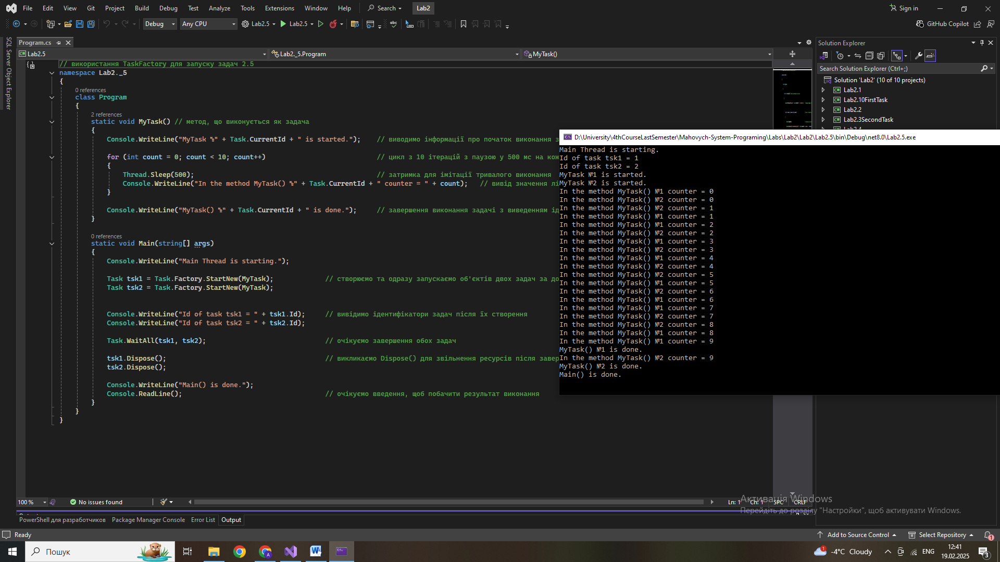 File Edit View Git Project Build Debug Test Analyze Tools Extensions Window Help Search Lab2 Sign in
Debug Any CPU Lab2.5 Lab2.5 GitHub Copilot
SQL Server Object Explorer
Program.cs
Lab2.5 Lab2._5.Program MyTask()
// використання TaskFactory для запуску задач 2.5
namespace Lab2._5
{
0 references
class Program
{
2 references
static void MyTask() // метод, що виконується як задача
{
Console.WriteLine("MyTask №" + Task.CurrentId + " is started."); // виводимо інформації про початок виконання з
for (int count = 0; count < 10; count++) // цикл з 10 ітерацій з паузою у 500 мс на кож
{
Thread.Sleep(500); // затримка для імітації тривалого виконання
Console.WriteLine("In the method MyTask() №" + Task.CurrentId + " counter = " + count); // вивід значення лі
}
Console.WriteLine("MyTask() №" + Task.CurrentId + " is done."); // завершення виконання задачі з виведенням ід
}
0 references
static void Main(string[] args)
{
Console.WriteLine("Main Thread is starting.");
Task tsk1 = Task.Factory.StartNew(MyTask); // створюємо та одразу запускаємо об'єктів двох задач за до
Task tsk2 = Task.Factory.StartNew(MyTask);
Console.WriteLine("Id of task tsk1 = " + tsk1.Id); // вивідимо ідентифікатори задач після їх створення
Console.WriteLine("Id of task tsk2 = " + tsk2.Id);
Task.WaitAll(tsk1, tsk2); // очікуємо завершення обох задач
tsk1.Dispose(); // викликаємо Dispose() для звільнення ресурсів після завер
tsk2.Dispose();
Console.WriteLine("Main() is done.");
Console.ReadLine(); // очікуємо введення, щоб побачити результат виконання
}
}
}
D:\University\4thCourseLastSemester\Mahovych-System-Programing\Labs\Lab2\Lab2\Lab2.5\bin\Debug\net8.0\Lab2.5.exe
Main Thread is starting.
Id of task tsk1 = 1
Id of task tsk2 = 2
MyTask №1 is started.
MyTask №2 is started.
In the method MyTask() №1 counter = 0
In the method MyTask() №2 counter = 0
In the method MyTask() №2 counter = 1
In the method MyTask() №1 counter = 1
In the method MyTask() №1 counter = 2
In the method MyTask() №2 counter = 2
In the method MyTask() №1 counter = 3
In the method MyTask() №2 counter = 3
In the method MyTask() №1 counter = 4
In the method MyTask() №2 counter = 4
In the method MyTask() №2 counter = 5
In the method MyTask() №1 counter = 5
In the method MyTask() №2 counter = 6
In the method MyTask() №1 counter = 6
In the method MyTask() №1 counter = 7
In the method MyTask() №2 counter = 7
In the method MyTask() №2 counter = 8
In the method MyTask() №1 counter = 8
In the method MyTask() №1 counter = 9
MyTask() №1 is done.
In the method MyTask() №2 counter = 9
MyTask() №2 is done.
Main() is done.
Solution Explorer
Search Solution Explorer (Ctrl+;)
Solution 'Lab2' (10 of 10 projects)
Lab2.1
Lab2.10FirstTask
Lab2.2
Lab2.3SecondTask
100 % No issues found Ln: 1 Ch: 1 SPC CRLF
Активація Windows
Перейдіть до розділу "Настройки", щоб активувати Windows.
PowerShell для разработчиков Package Manager Console Error List Output
Ready Add to Source Control Select Repository 1
Пошук 1 -4°C Cloudy ENG 12:41
19.02.2025 3